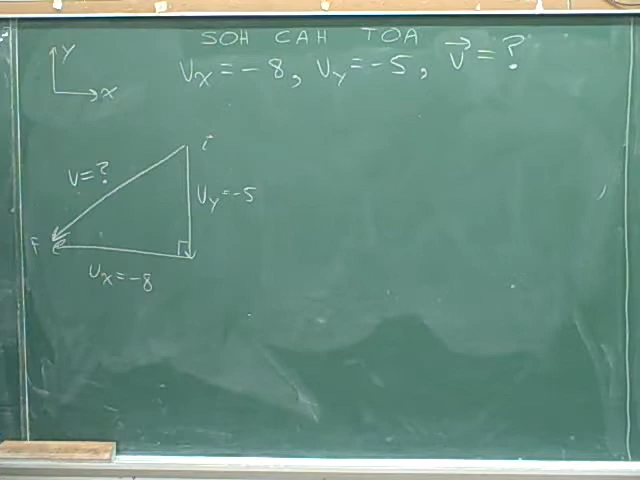 SOH CAH TOA
Vx = -8, Vy = -5, V⃗ = ?
Y
X
i
V = ?
Vy = -5
F
Vx = -8